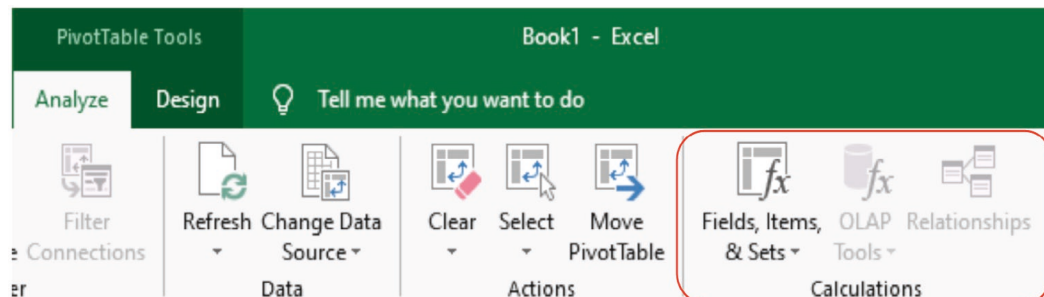 PivotTable Tools
Book1 - Excel
Analyze
Design
Tell me what you want to do
Filter
Connections
Refresh
Change Data
Source
Clear
Select
Move
PivotTable
Fields, Items,
& Sets
OLAP
Tools
Relationships
Data
Actions
Calculations